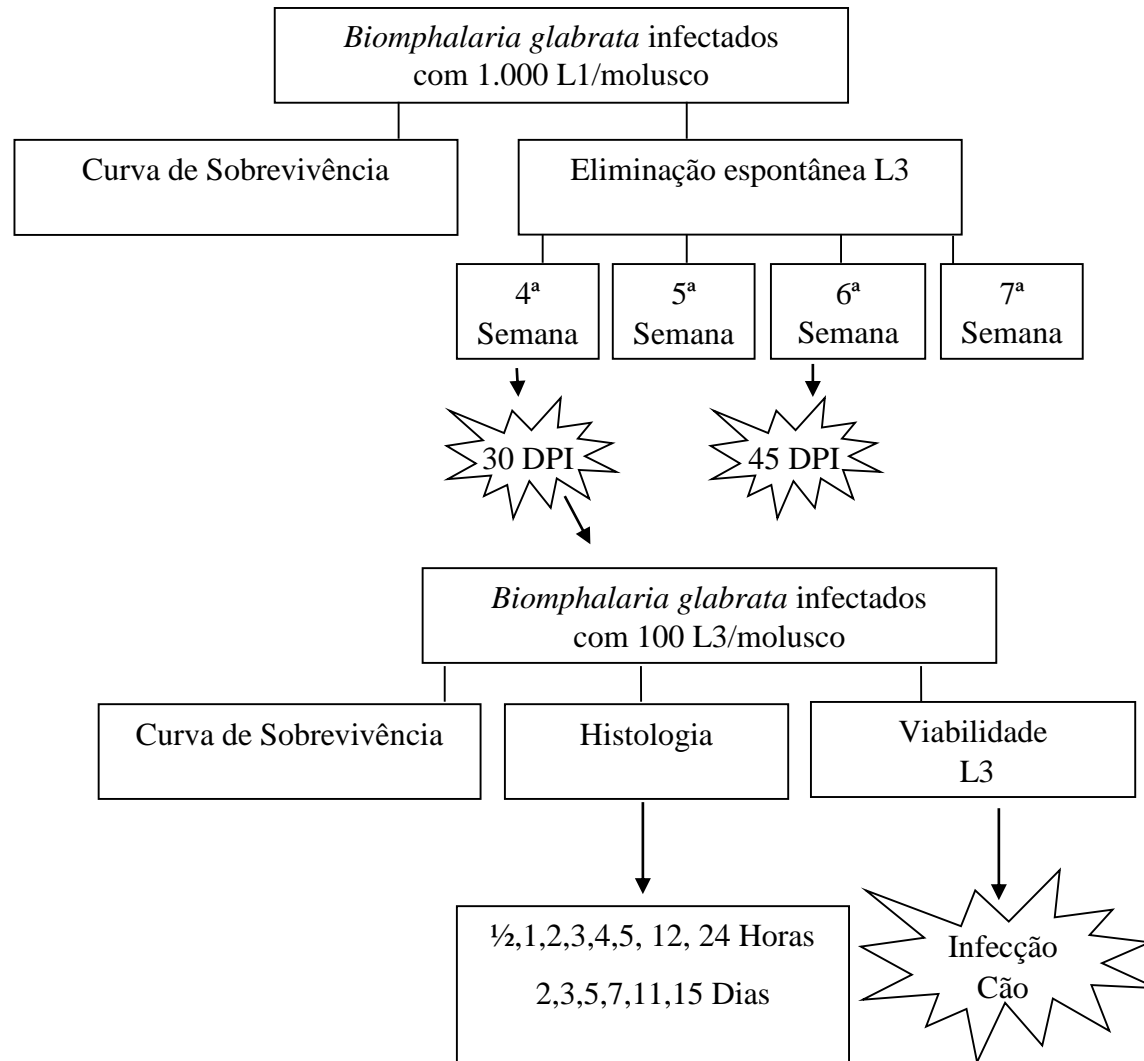 Biomphalaria glabrata infectados
com 1.000 L1/molusco
Curva de Sobrevivência
Eliminação espontânea L3
4ª
Semana
5ª
Semana
6ª
Semana
7ª
Semana
30 DPI
45 DPI
Biomphalaria glabrata infectados
com 100 L3/molusco
Curva de Sobrevivência
Histologia
Viabilidade
L3
½,1,2,3,4,5, 12, 24 Horas
2,3,5,7,11,15 Dias
Infecção
Cão